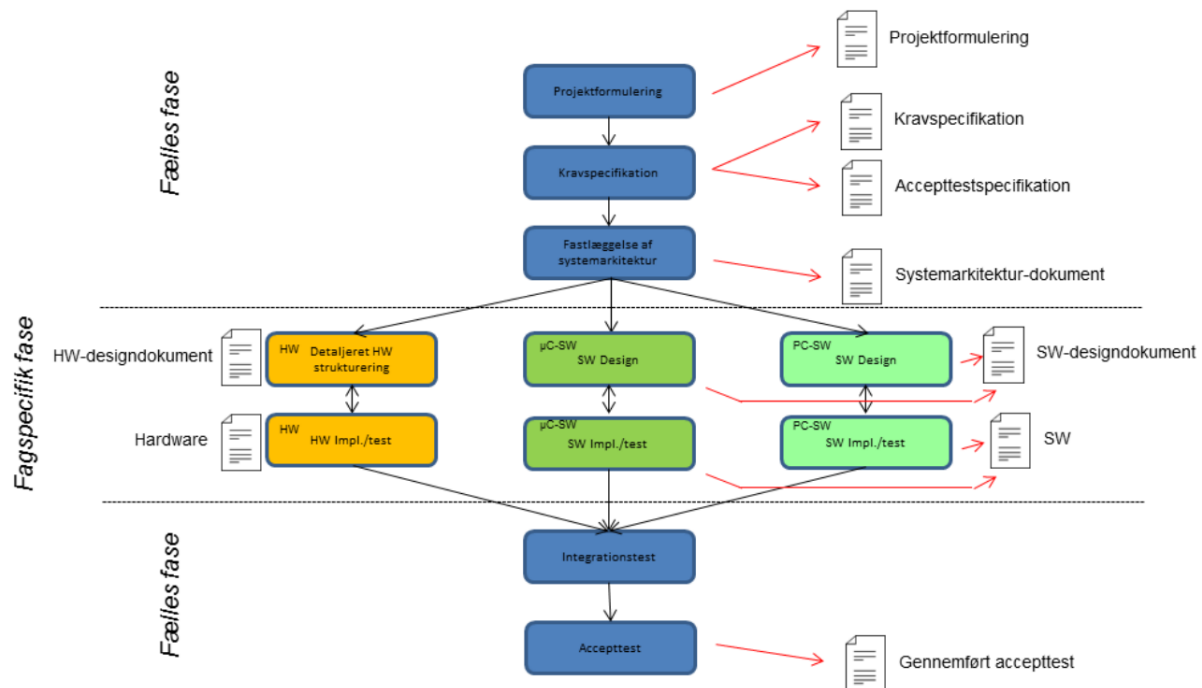 Fælles fase
Projektformulering
Projektformulering
Kravspecifikation
Kravspecifikation
Accepttestspecifikation
Fastlæggelse af
systemarkitektur
Systemarkitektur-dokument
Fagspecifik fase
HW-designdokument
HW
Detaljeret HW
strukturering
µC-SW
SW Design
PC-SW
SW Design
SW-designdokument
Hardware
HW
HW Impl./test
µC-SW
SW Impl./test
PC-SW
SW Impl./test
SW
Fælles fase
Integrationstest
Accepttest
Gennemført accepttest